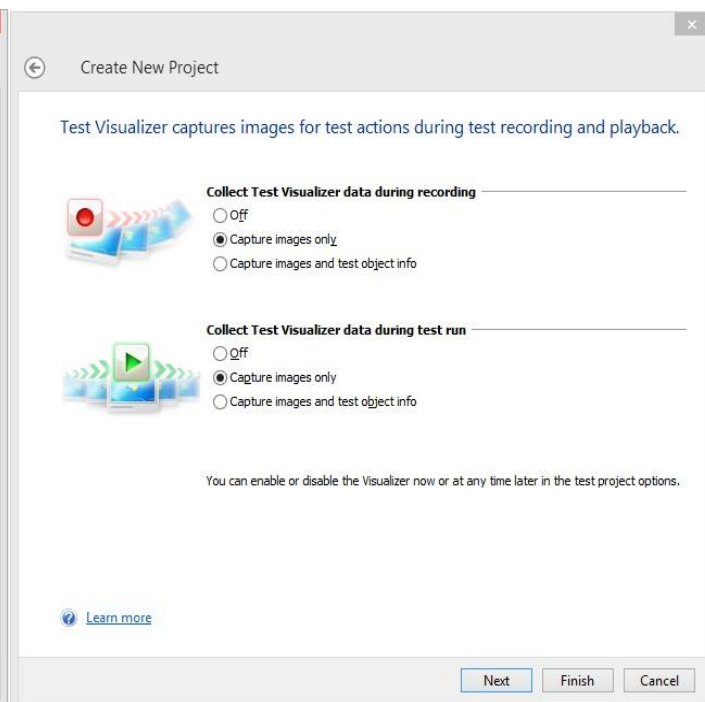 Create New Project
Test Visualizer captures images for test actions during test recording and playback.
Collect Test Visualizer data during recording
Off
Capture images only
Capture images and test object info
Collect Test Visualizer data during test run
Off
Capture images only
Capture images and test object info
You can enable or disable the Visualizer now or at any time later in the test project options.
Learn more
Next Finish Cancel